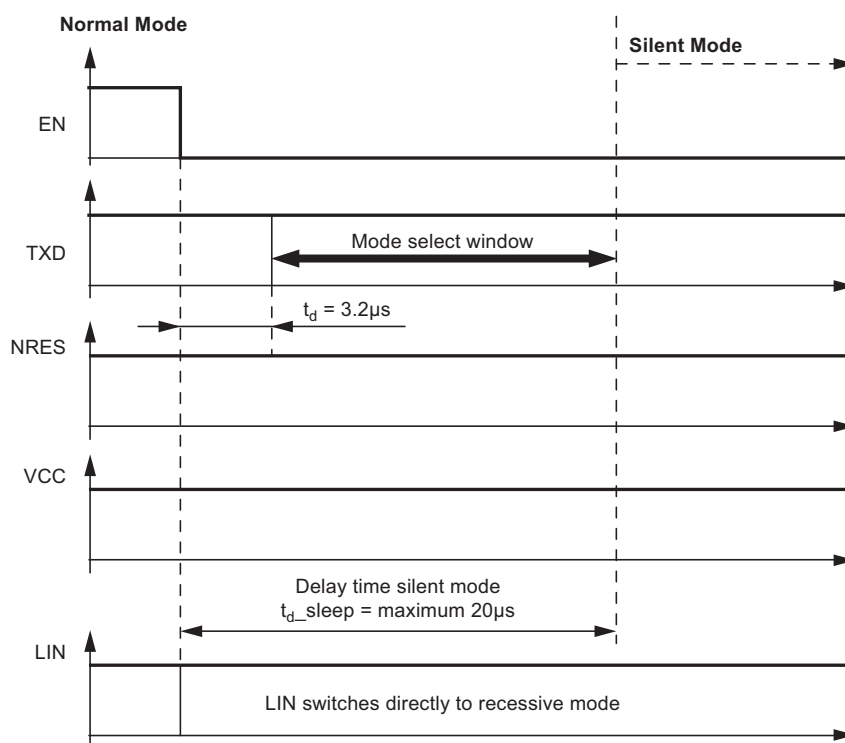 Normal Mode
Silent Mode
EN
TXD
Mode select window
t_d = 3.2µs
NRES
VCC
Delay time silent mode
t_d_sleep = maximum 20µs
LIN
LIN switches directly to recessive mode